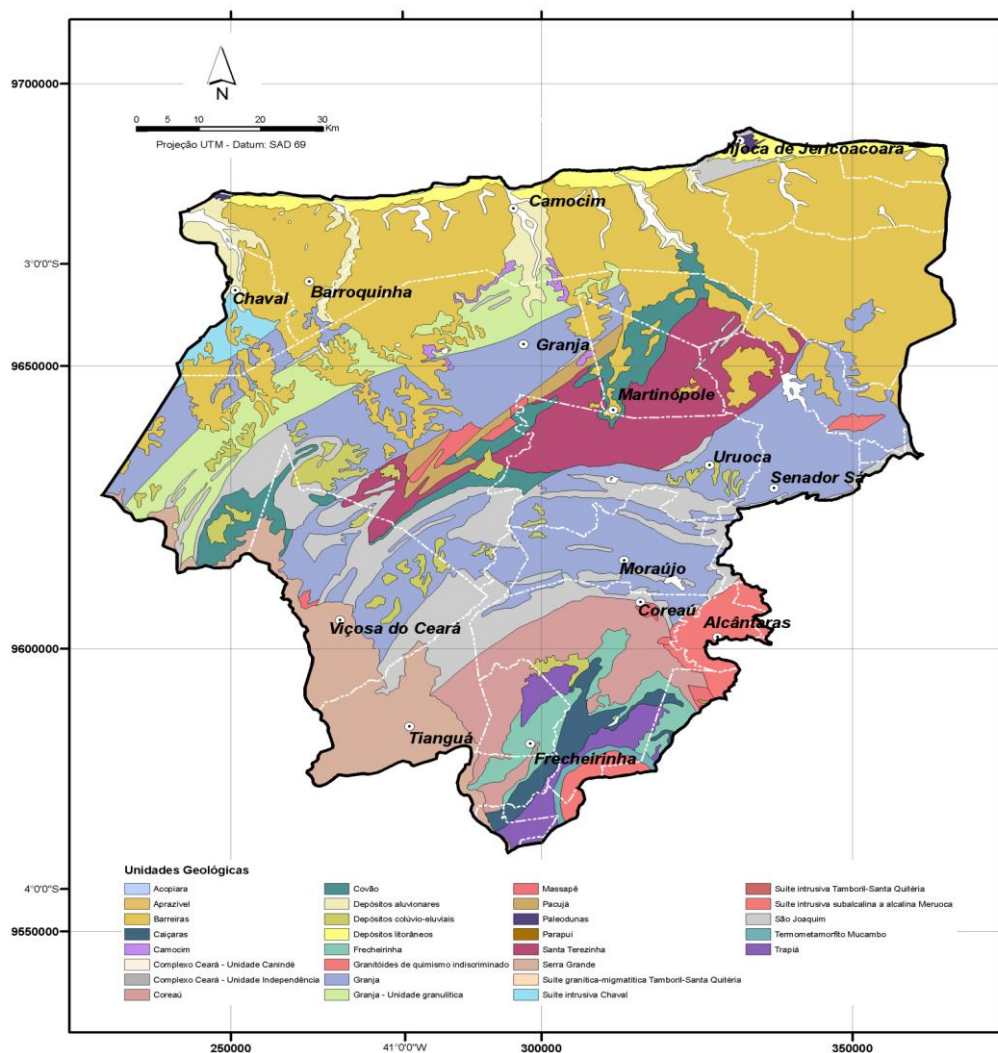 9700000
N
0 5 10 20 30
Km
Projeção UTM - Datum: SAD 69
Jijoca de Jericoacoara
Camocim
3°0'0"S
Chaval
Barroquinha
Granja
9650000
Martinópole
Uruoca
Senador Sá
Moraújo
Coreaú
Alcântaras
Viçosa do Ceará
9600000
Tianguá
Frecheirinha
Unidades Geológicas
Acopiara
Aprazível
Barreiras
Caiçaras
Camocim
Complexo Ceará - Unidade Canindé
Complexo Ceará - Unidade Independência
Coreaú
Covão
Depósitos aluvionares
Depósitos colúvio-eluviais
Depósitos litorâneos
Frecheirinha
Granitóides de quimismo indiscriminado
Granja
Granja - Unidade granulítica
Massapê
Pacujá
Paleodunas
Parapuí
Santa Terezinha
Serra Grande
Suíte granítica-migmatítica Tamboril-Santa Quitéria
Suíte intrusiva Chaval
Suíte intrusiva Tamboril-Santa Quitéria
Suíte intrusiva subalcalina a alcalina Meruoca
São Joaquim
Termometamorfito Mucambo
Trapiá
4°0'0"S
9550000
250000
41°0'0"W
300000
350000